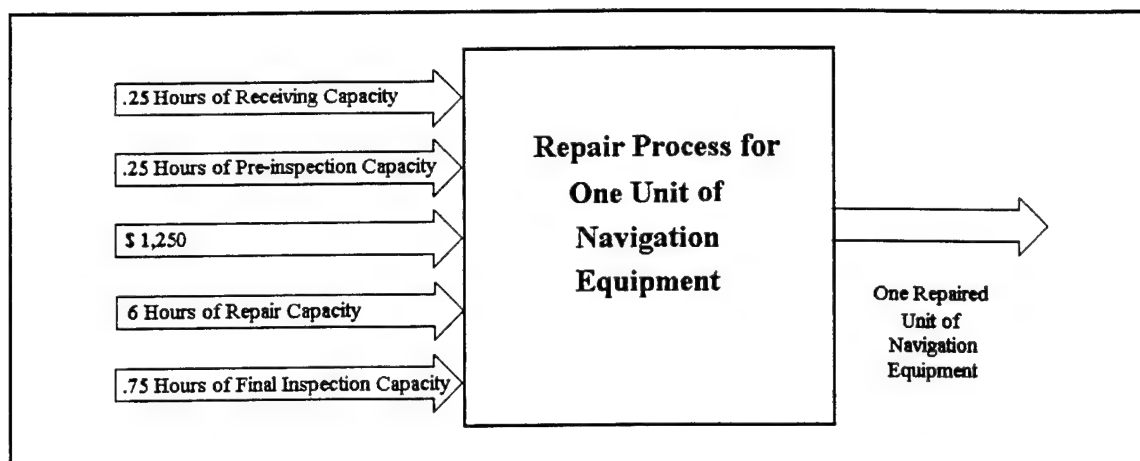 .25 Hours of Receiving Capacity
.25 Hours of Pre-inspection Capacity
$ 1,250
6 Hours of Repair Capacity
.75 Hours of Final Inspection Capacity
Repair Process for
One Unit of
Navigation
Equipment
One Repaired
Unit of
Navigation
Equipment